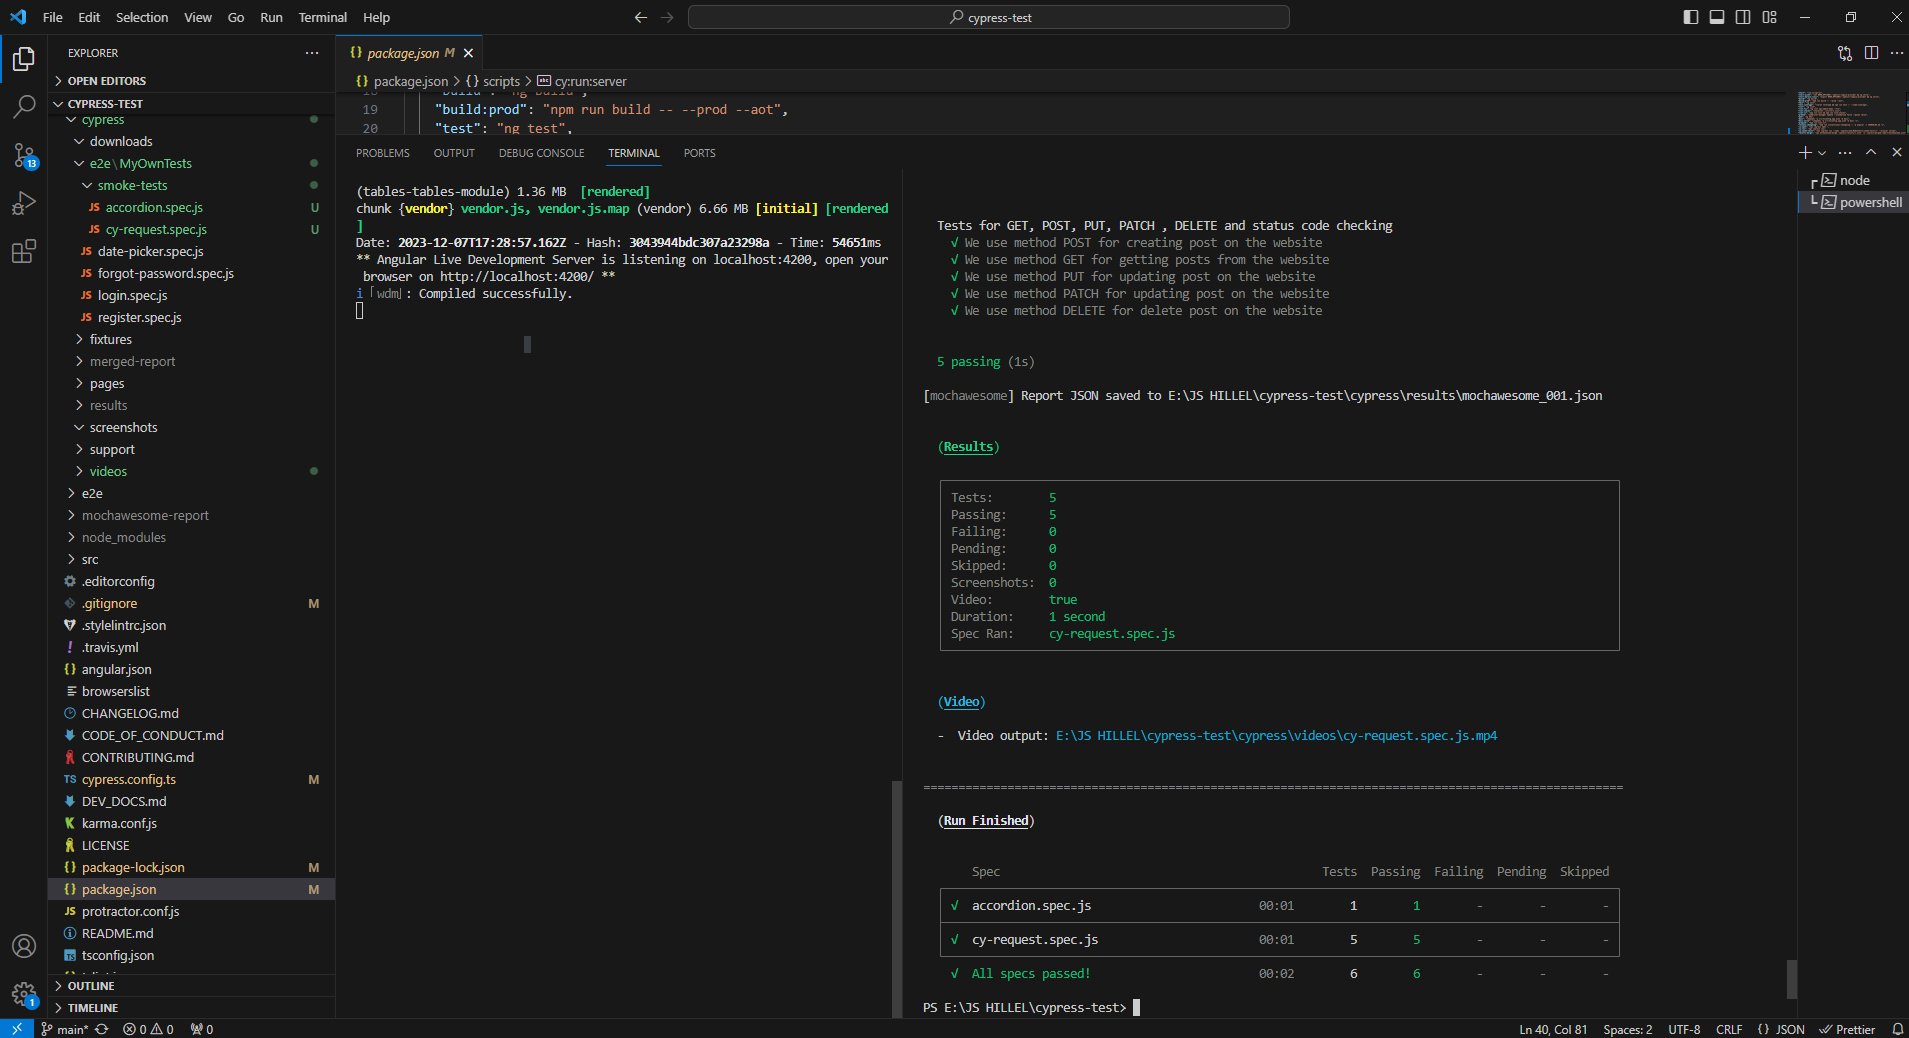 File Edit Selection View Go Run Terminal Help
cypress-test
EXPLORER
OPEN EDITORS
CYPRESS-TEST
cypress
downloads
e2e\MyOwnTests
smoke-tests
JS accordion.spec.js U
JS cy-request.spec.js U
JS date-picker.spec.js
JS forgot-password.spec.js
JS login.spec.js
JS register.spec.js
fixtures
merged-report
pages
results
screenshots
support
videos
e2e
mochawesome-report
node_modules
src
.editorconfig
.gitignore M
.stylelintrc.json
! .travis.yml
{} angular.json
browserslist
CHANGELOG.md
CODE_OF_CONDUCT.md
CONTRIBUTING.md
TS cypress.config.ts M
DEV_DOCS.md
karma.conf.js
LICENSE
{} package-lock.json M
{} package.json M
JS protractor.conf.js
README.md
tsconfig.json
OUTLINE
TIMELINE
13
1
{} package.json M
{} package.json > {} scripts > abc cy:run:server
"build": "ng build",
19 "build:prod": "npm run build -- --prod --aot",
20 "test": "ng test",
PROBLEMS OUTPUT DEBUG CONSOLE TERMINAL PORTS
(tables-tables-module) 1.36 MB [rendered]
chunk {vendor} vendor.js, vendor.js.map (vendor) 6.66 MB [initial] [rendered
]
Date: 2023-12-07T17:28:57.162Z - Hash: 3043944bdc307a23298a - Time: 54651ms
** Angular Live Development Server is listening on localhost:4200, open your
browser on http://localhost:4200/ **
i 「wdm」: Compiled successfully.
Tests for GET, POST, PUT, PATCH , DELETE and status code checking
√ We use method POST for creating post on the website
√ We use method GET for getting posts from the website
√ We use method PUT for updating post on the website
√ We use method PATCH for updating post on the website
√ We use method DELETE for delete post on the website
5 passing (1s)
[mochawesome] Report JSON saved to E:\JS HILLEL\cypress-test\cypress\results\mochawesome_001.json
(Results)
Tests: 5
Passing: 5
Failing: 0
Pending: 0
Skipped: 0
Screenshots: 0
Video: true
Duration: 1 second
Spec Ran: cy-request.spec.js
(Video)
- Video output: E:\JS HILLEL\cypress-test\cypress\videos\cy-request.spec.js.mp4
====================================================================================================
(Run Finished)
Spec Tests Passing Failing Pending Skipped
√ accordion.spec.js 00:01 1 1 - - -
√ cy-request.spec.js 00:01 5 5 - - -
√ All specs passed! 00:02 6 6 - - -
PS E:\JS HILLEL\cypress-test>
node
powershell
main* 0 0 0
Ln 40, Col 81 Spaces: 2 UTF-8 CRLF {} JSON Prettier